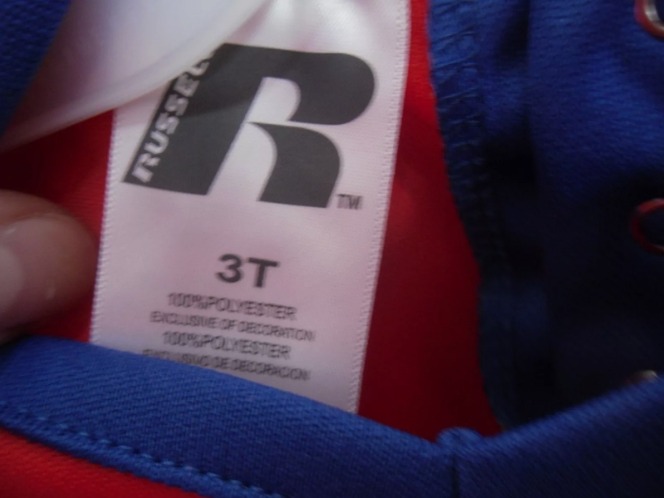 RUSSELL
R
TM
3T
100%POLYESTER
EXCLUSIVE OF DECORATION
100%POLYESTER
EXCLUSIVO DE DECORACION